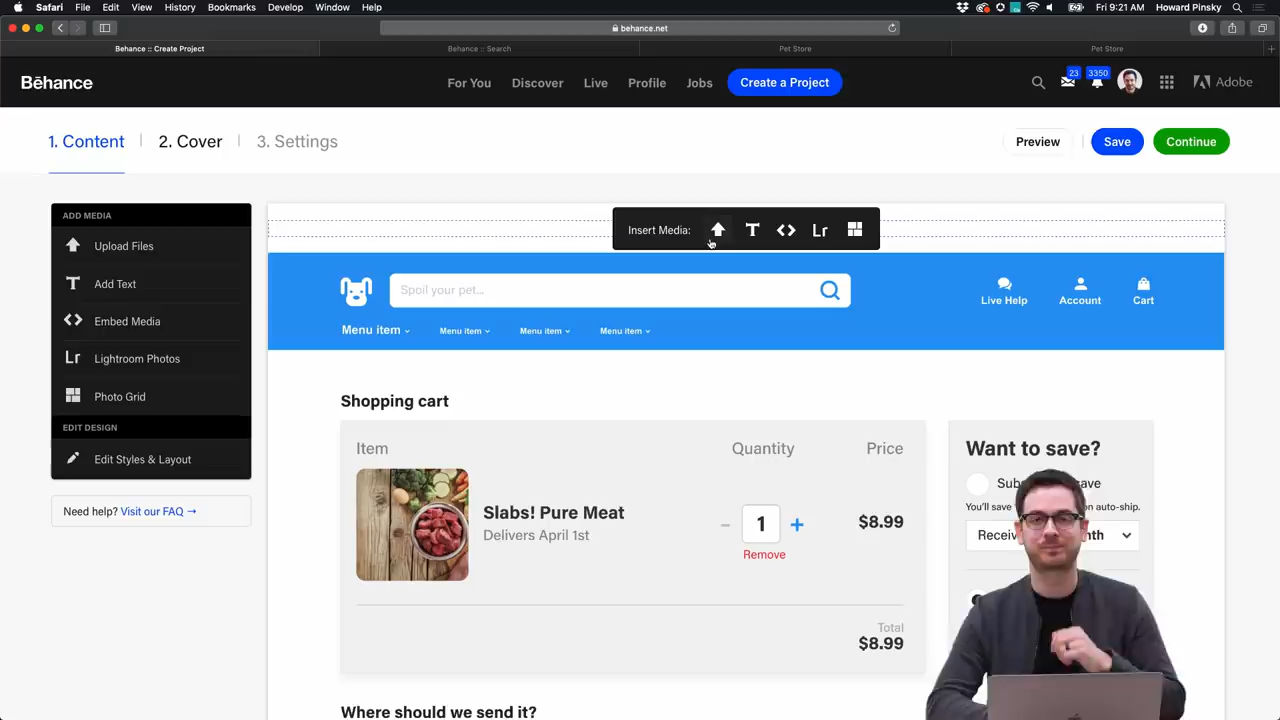 Safari File Edit View History Bookmarks Develop Window Help Fri 9:21 AM Howard Pinsky
behance.net
Behance :: Create Project Behance :: Search Pet Store Pet Store
Bēhance For You Discover Live Profile Jobs Create a Project 23 3350 Adobe
1. Content 2. Cover 3. Settings Preview Save Continue
ADD MEDIA
Upload Files
Add Text
Embed Media
Lr Lightroom Photos
Photo Grid
EDIT DESIGN
Edit Styles & Layout
Need help? Visit our FAQ →
Insert Media: T Lr
Spoil your pet...
Live Help Account Cart
Menu item Menu item Menu item Menu item
Shopping cart
Item Quantity Price
Slabs! Pure Meat
Delivers April 1st
− 1 +
Remove
$8.99
Total
$8.99
Want to save?
save
You'll save on auto-ship.
Where should we send it?